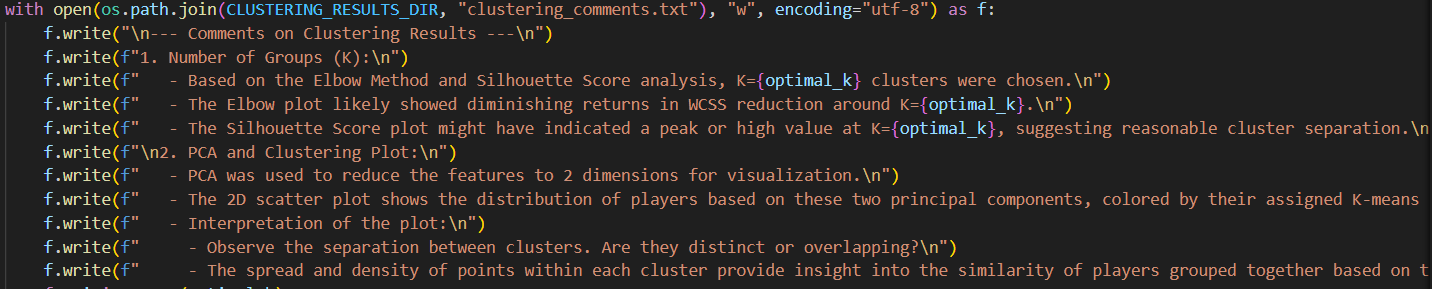 with open(os.path.join(CLUSTERING_RESULTS_DIR, "clustering_comments.txt"), "w", encoding="utf-8") as f:
    f.write("\n--- Comments on Clustering Results ---\n")
    f.write(f"1. Number of Groups (K):\n")
    f.write(f"   - Based on the Elbow Method and Silhouette Score analysis, K={optimal_k} clusters were chosen.\n")
    f.write(f"   - The Elbow plot likely showed diminishing returns in WCSS reduction around K={optimal_k}.\n")
    f.write(f"   - The Silhouette Score plot might have indicated a peak or high value at K={optimal_k}, suggesting reasonable cluster separation.\n
    f.write(f"\n2. PCA and Clustering Plot:\n")
    f.write(f"   - PCA was used to reduce the features to 2 dimensions for visualization.\n")
    f.write(f"   - The 2D scatter plot shows the distribution of players based on these two principal components, colored by their assigned K-means
    f.write(f"   - Interpretation of the plot:\n")
    f.write(f"     - Observe the separation between clusters. Are they distinct or overlapping?\n")
    f.write(f"     - The spread and density of points within each cluster provide insight into the similarity of players grouped together based on t